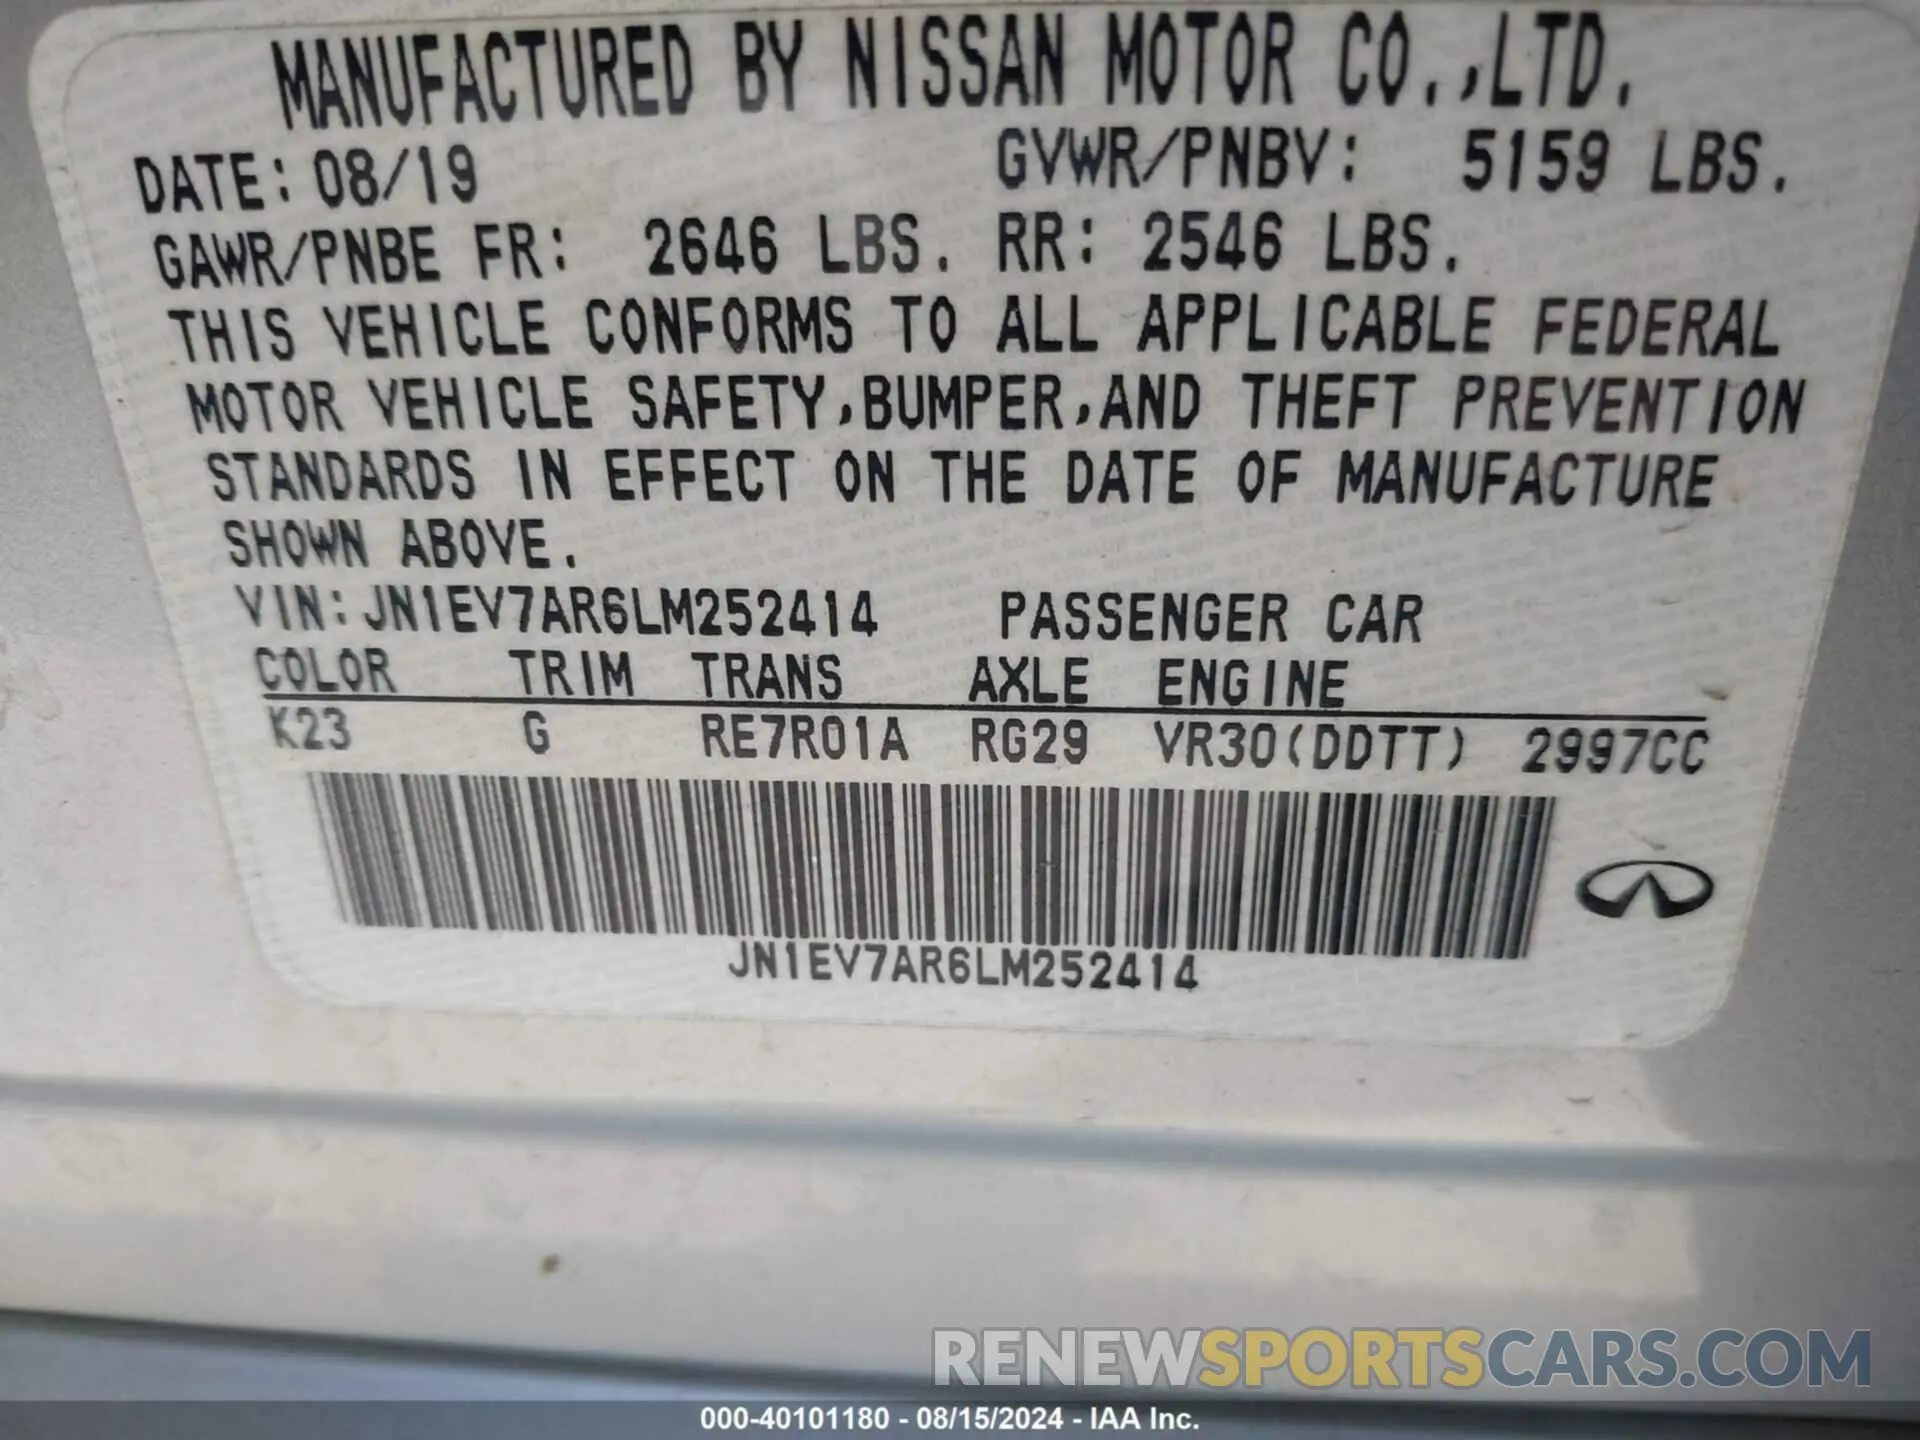 MANUFACTURED BY NISSAN MOTOR CO.,LTD.
DATE: 08/19 GVWR/PNBV: 5159 LBS.
GAWR/PNBE FR: 2646 LBS. RR: 2546 LBS.
THIS VEHICLE CONFORMS TO ALL APPLICABLE FEDERAL
MOTOR VEHICLE SAFETY,BUMPER,AND THEFT PREVENTION
STANDARDS IN EFFECT ON THE DATE OF MANUFACTURE
SHOWN ABOVE.
VIN: JN1EV7AR6LM252414 PASSENGER CAR
COLOR TRIM TRANS AXLE ENGINE
K23 G RE7R01A RG29 VR30(DDTT) 2997CC
JN1EV7AR6LM252414
RENEWSPORTSCARS.COM
000-40101180 - 08/15/2024 - IAA Inc.